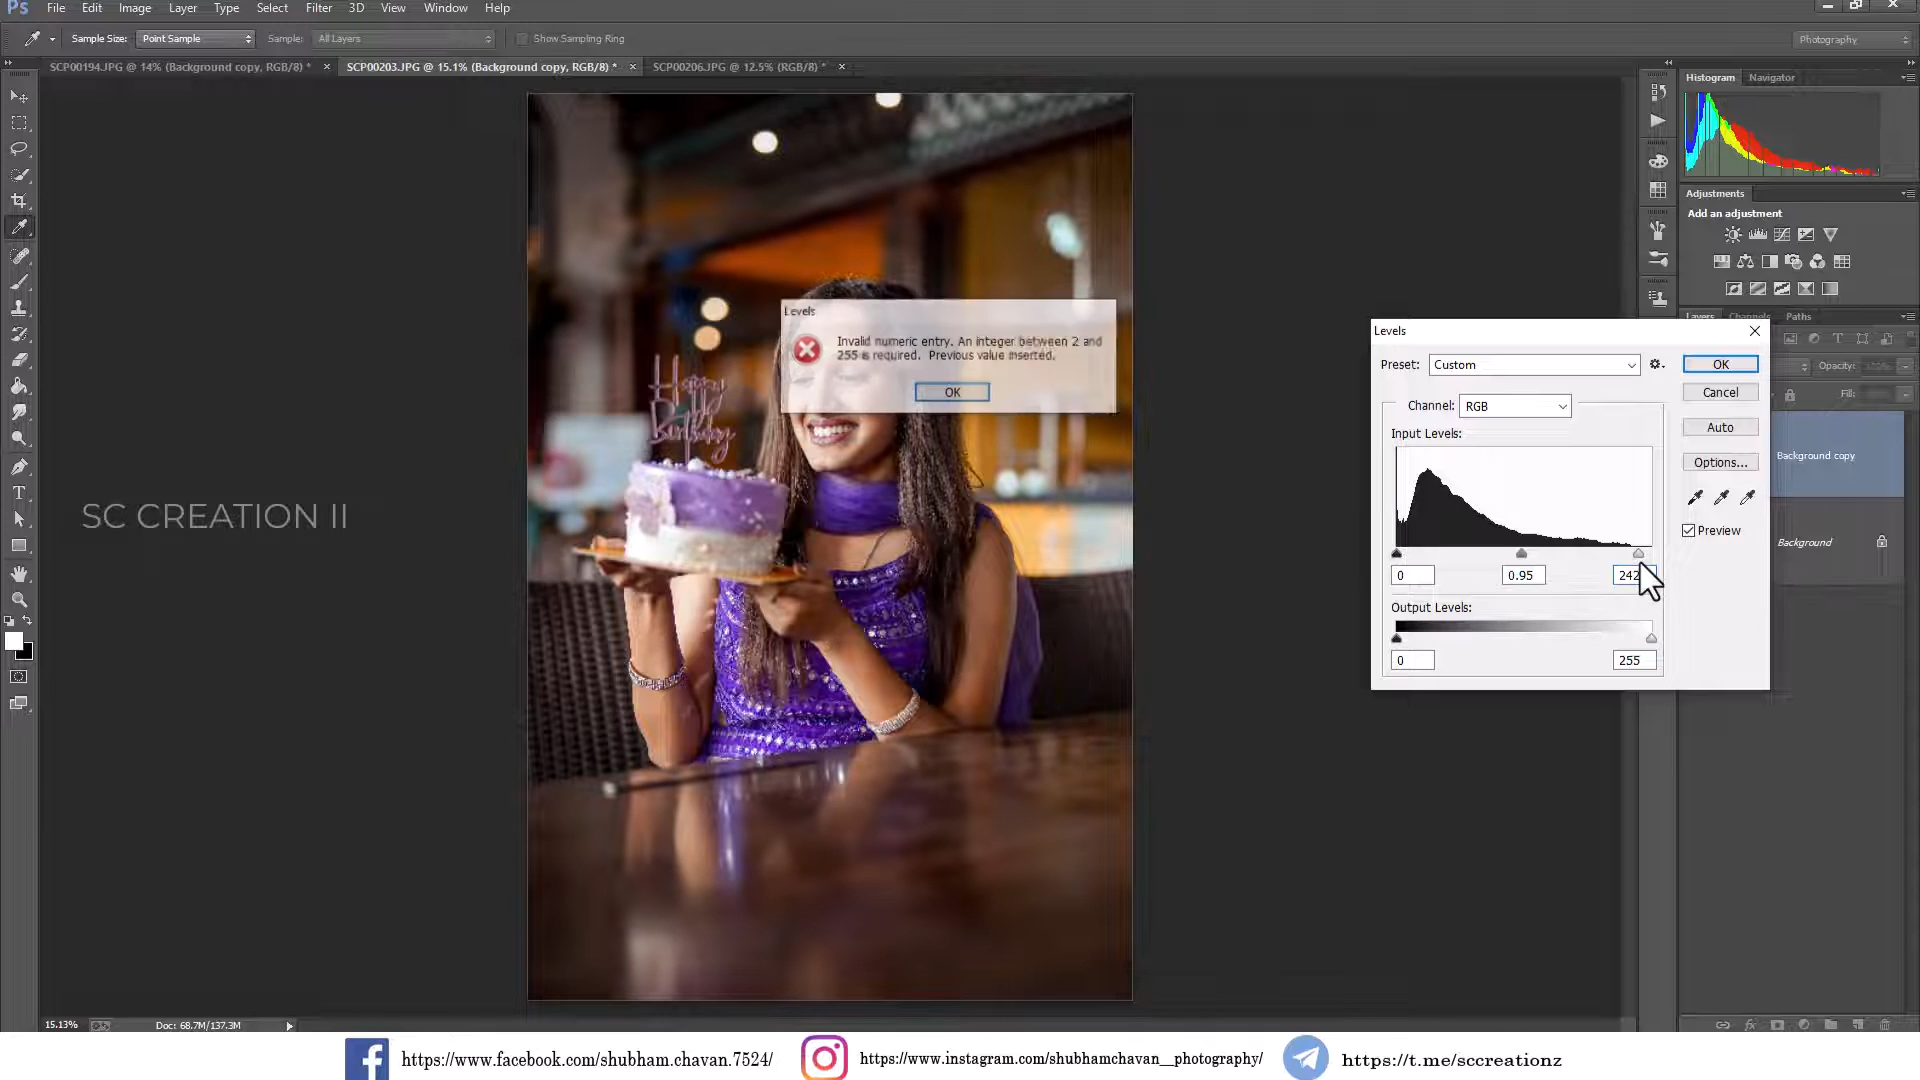 Ps File Edit Image Layer Type Select Filter 3D View Window Help
Sample Size: Point Sample Sample: All Layers Show Sampling Ring Photography
SCP00194.JPG @ 14% (Background copy, RGB/8) * SCP00203.JPG @ 15.1% (Background copy, RGB/8) * SCP00206.JPG @ 12.5% (RGB/8) *
Histogram Navigator
Adjustments
Add an adjustment
Layers Channels Paths
Opacity:
Fill:
Background copy
Background
Levels
Invalid numeric entry. An integer between 2 and
255 is required. Previous value inserted.
OK
Happy
Birthday
Levels
Preset: Custom OK
Cancel
Channel: RGB
Auto
Input Levels:
Options...
Preview
0 0.95 242
Output Levels:
0 255
SC CREATION II
15.13% Doc: 68.7M/137.3M
https://www.facebook.com/shubham.chavan.7524/ https://www.instagram.com/shubhamchavan__photography/ https://t.me/sccreationz